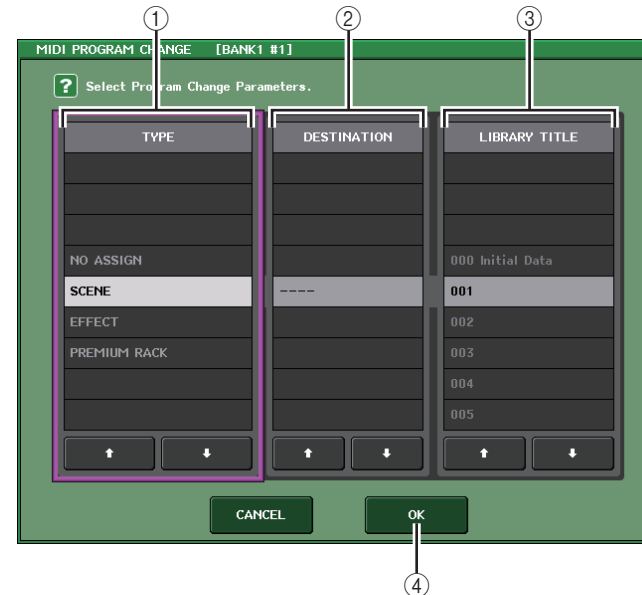 ① ② ③
MIDI PROGRAM CHANGE [BANK1 #1]
? Select Program Change Parameters.
TYPE
NO ASSIGN
SCENE
EFFECT
PREMIUM RACK
DESTINATION
----
LIBRARY TITLE
000 Initial Data
001
002
003
004
005
CANCEL
OK
④